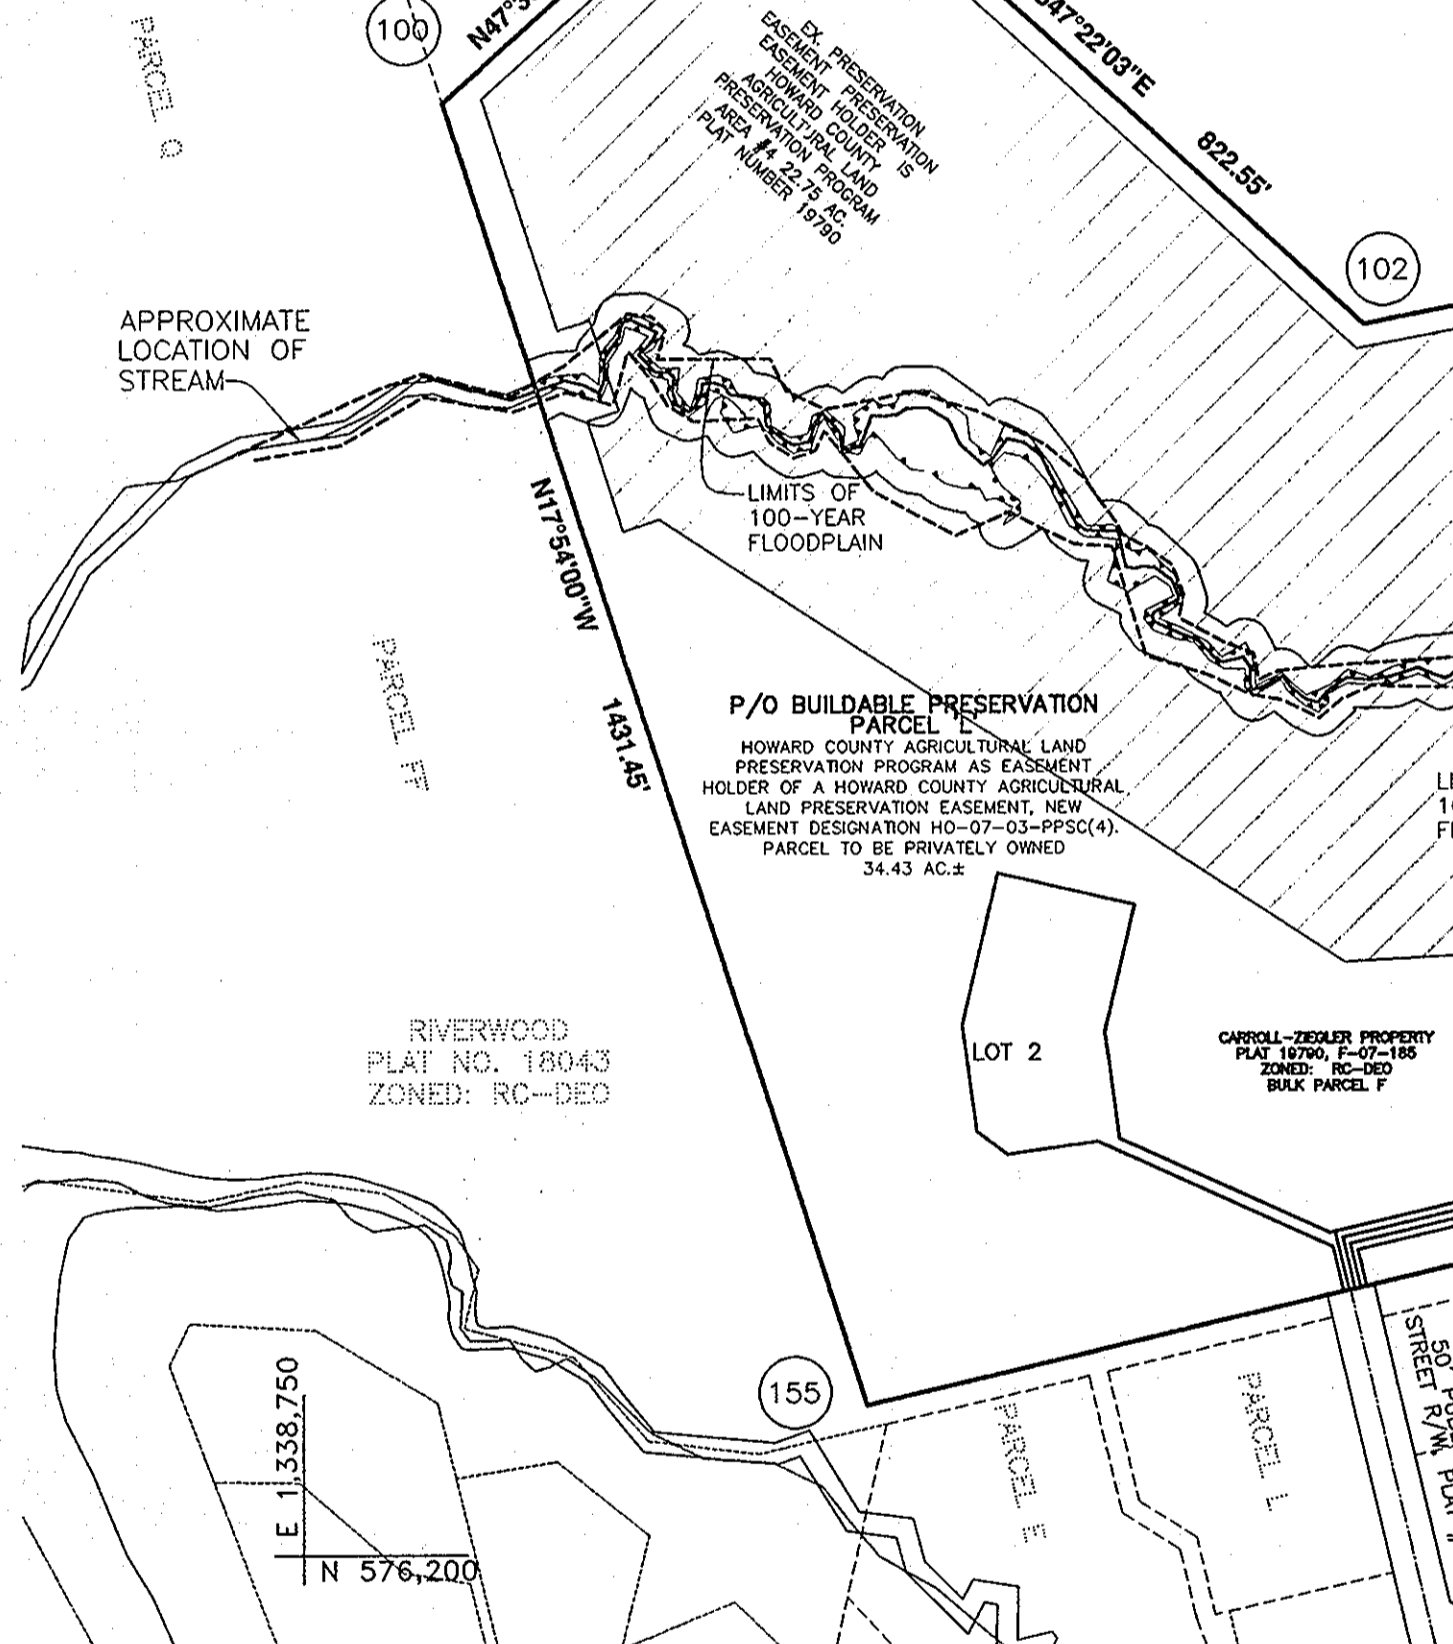 100
PARCEL Q
822.55'
EX. PRESERVATION
EASEMENT PRESERVATION
EASEMENT HOLDER IS
HOWARD COUNTY
AGRICULTURAL LAND
PRESERVATION PROGRAM
AREA #4 22.75 AC.
PLAT NUMBER 19790
102
APPROXIMATE
LOCATION OF
STREAM
LIMITS OF
100-YEAR
FLOODPLAIN
N17°54'00"W
1431.45'
PARCEL FF
P/O BUILDABLE PRESERVATION
PARCEL 'L'
HOWARD COUNTY AGRICULTURAL LAND
PRESERVATION PROGRAM AS EASEMENT
HOLDER OF A HOWARD COUNTY AGRICULTURAL
LAND PRESERVATION EASEMENT, NEW
EASEMENT DESIGNATION HO-07-03-PPSC(4).
PARCEL TO BE PRIVATELY OWNED
34.43 AC.±
LOT 2
CARROLL-ZIEGLER PROPERTY
PLAT 19790, F-07-185
ZONED: RC-DEO
BULK PARCEL F
RIVERWOOD
PLAT NO. 18043
ZONED: RC-DEO
155
E 1,338,750
N 576,200
PARCEL E
PARCEL L
50'
STREET R/W,